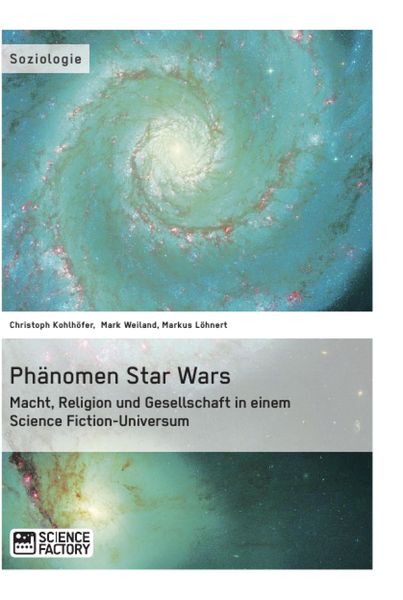 Soziologie
Christoph Kohlhöfer, Mark Weiland, Markus Löhnert
Phänomen Star Wars
Macht, Religion und Gesellschaft in einem
Science Fiction-Universum
SCIENCE
FACTORY